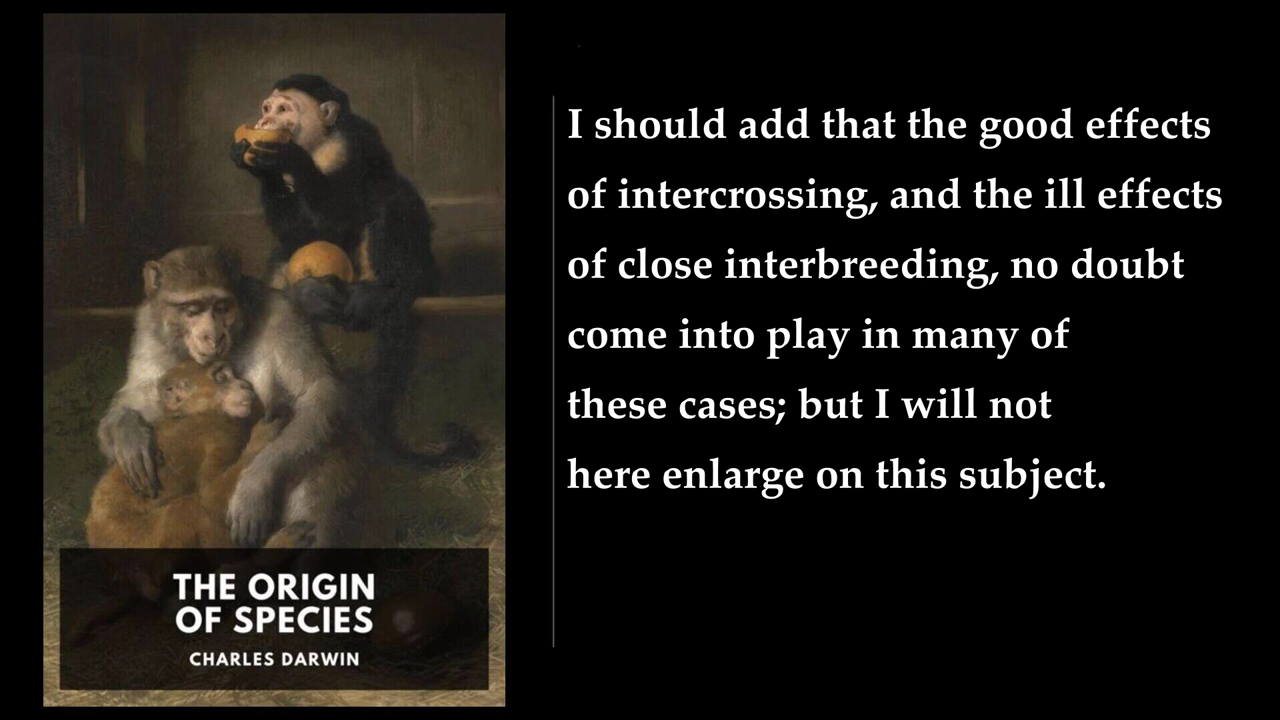 THE ORIGIN
OF SPECIES
CHARLES DARWIN
I should add that the good effects
of intercrossing, and the ill effects
of close interbreeding, no doubt
come into play in many of
these cases; but I will not
here enlarge on this subject.